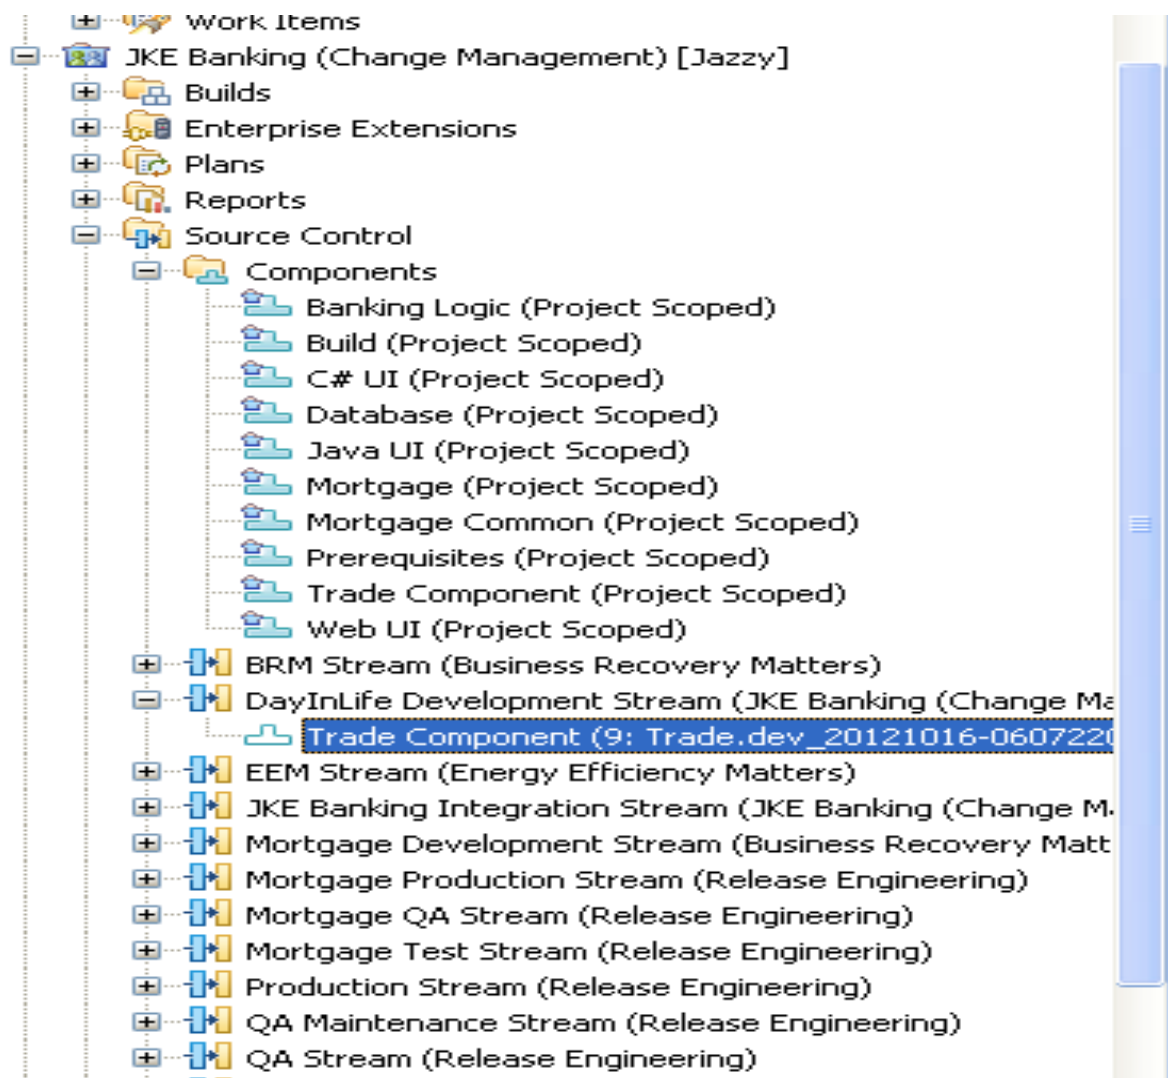 Work Items
JKE Banking (Change Management) [Jazzy]
Builds
Enterprise Extensions
Plans
Reports
Source Control
Components
Banking Logic (Project Scoped)
Build (Project Scoped)
C# UI (Project Scoped)
Database (Project Scoped)
Java UI (Project Scoped)
Mortgage (Project Scoped)
Mortgage Common (Project Scoped)
Prerequisites (Project Scoped)
Trade Component (Project Scoped)
Web UI (Project Scoped)
BRM Stream (Business Recovery Matters)
DayInLife Development Stream (JKE Banking (Change Ma
Trade Component (9: Trade.dev_20121016-0607220
EEM Stream (Energy Efficiency Matters)
JKE Banking Integration Stream (JKE Banking (Change M
Mortgage Development Stream (Business Recovery Matt
Mortgage Production Stream (Release Engineering)
Mortgage QA Stream (Release Engineering)
Mortgage Test Stream (Release Engineering)
Production Stream (Release Engineering)
QA Maintenance Stream (Release Engineering)
QA Stream (Release Engineering)